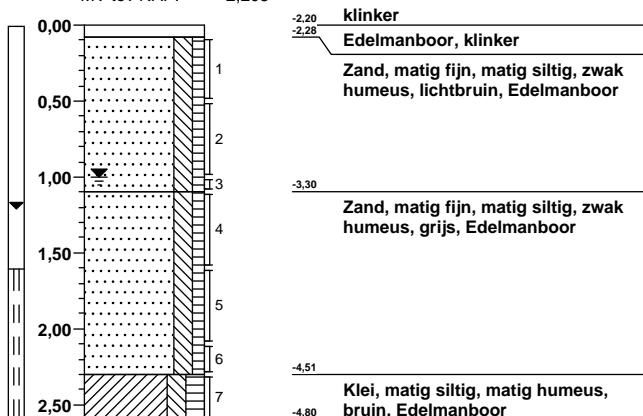 -2,20
klinker
0,00
-2,28
Edelmanboor, klinker
1
Zand, matig fijn, matig siltig, zwak
humeus, lichtbruin, Edelmanboor
0,50
2
1,00
3
-3,30
Zand, matig fijn, matig siltig, zwak
humeus, grijs, Edelmanboor
4
1,50
5
2,00
6
-4,51
7
Klei, matig siltig, matig humeus,
bruin, Edelmanboor
2,50
-4,80